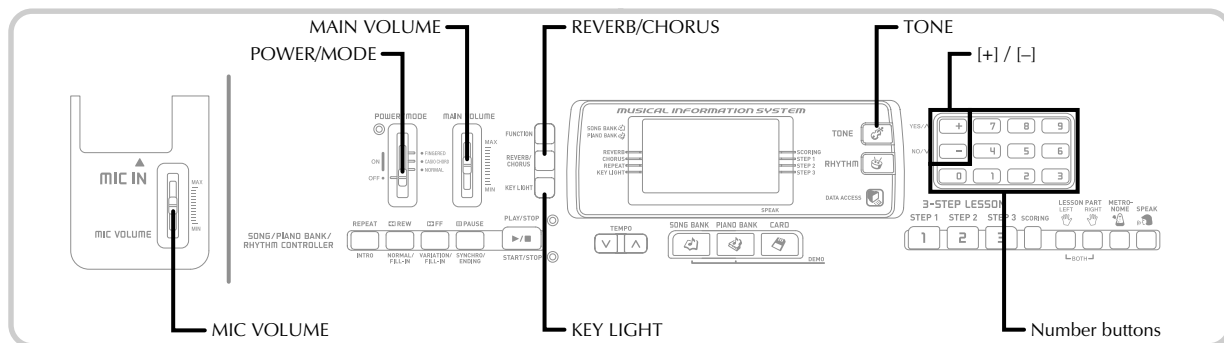 MAIN VOLUME
REVERB/CHORUS
TONE
POWER/MODE
[+] / [–]
MIC IN
MAX
MIN
MIC VOLUME
POWER/MODE
ON
OFF
FINGERED
CASIO CHORD
NORMAL
MAIN VOLUME
MAX
MIN
FUNCTION
REVERB/
CHORUS
KEY LIGHT
SONG/PIANO BANK/
RHYTHM CONTROLLER
REPEAT
REW
FF
PAUSE
PLAY/STOP
INTRO
NORMAL/
FILL-IN
VARIATION/
FILL-IN
SYNCHRO/
ENDING
START/STOP
MUSICAL INFORMATION SYSTEM
SONG BANK
PIANO BANK
REVERB
CHORUS
REPEAT
KEY LIGHT
SCORING
STEP 1
STEP 2
STEP 3
SPEAK
TONE
RHYTHM
DATA ACCESS
TEMPO
SONG BANK
PIANO BANK
CARD
DEMO
YES/
NO/
+ 7 8 9
– 4 5 6
0 1 2 3
3-STEP LESSON
STEP 1 STEP 2 STEP 3 SCORING
LESSON PART
LEFT RIGHT
METRO-
NOME
SPEAK
1 2 3
BOTH
MIC VOLUME
KEY LIGHT
Number buttons